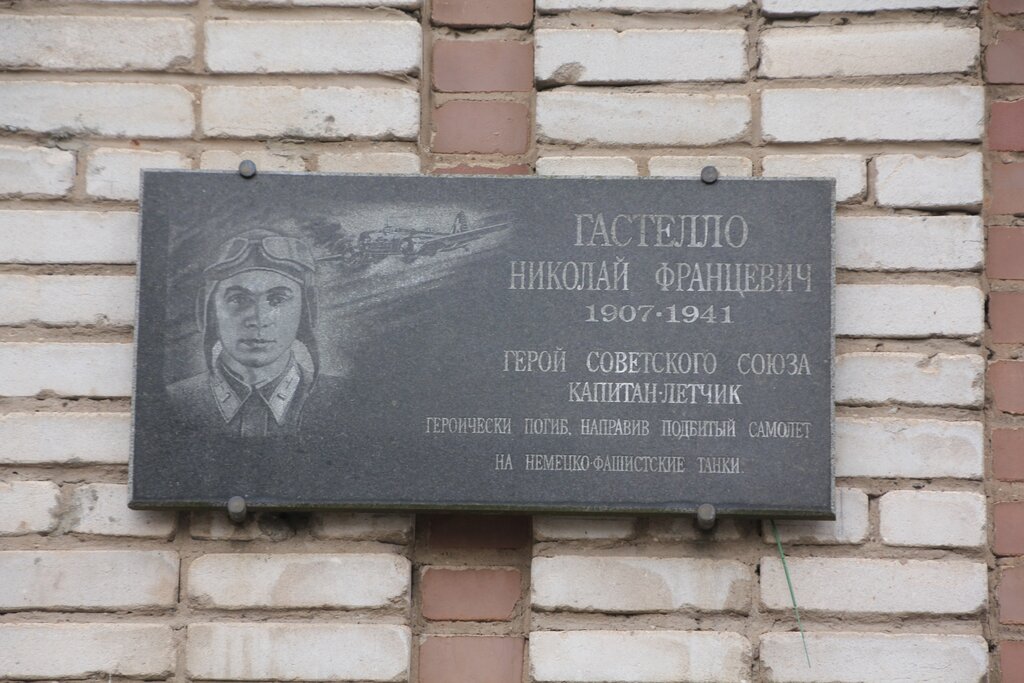 ГАСТЕЛЛО
НИКОЛАЙ ФРАНЦЕВИЧ
1907·1941
ГЕРОЙ СОВЕТСКОГО СОЮЗА
КАПИТАН-ЛЕТЧИК
ГЕРОИЧЕСКИ ПОГИБ, НАПРАВИВ ПОДБИТЫЙ САМОЛЕТ
НА НЕМЕЦКО-ФАШИСТСКИЕ ТАНКИ.